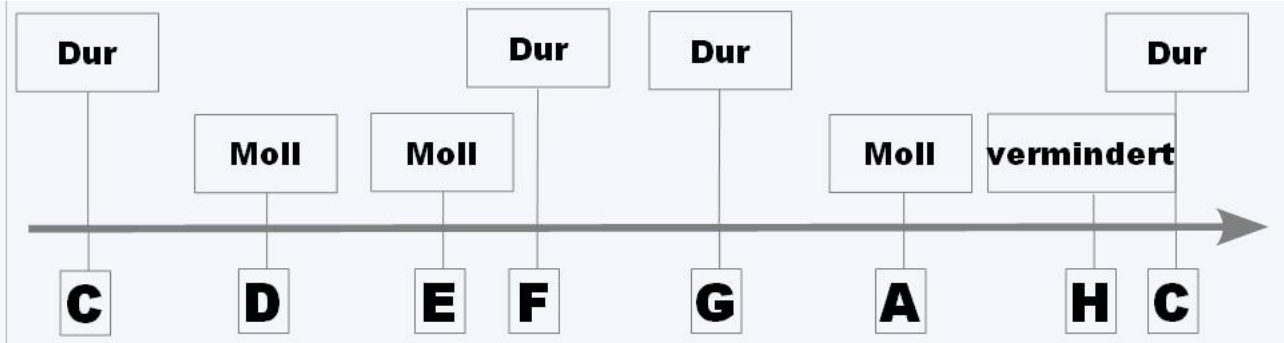 Dur Dur Dur Dur
Moll Moll Moll vermindert
C D E F G A H C